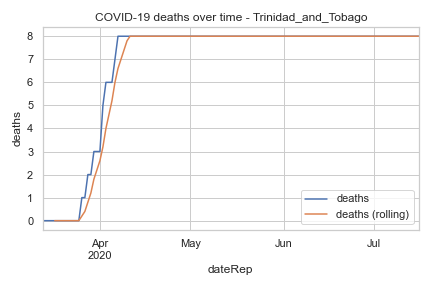 COVID-19 deaths over time - Trinidad_and_Tobago
deaths
8
7
6
5
4
3
2
1
0
Apr
2020
May
Jun
Jul
dateRep
deaths
deaths (rolling)